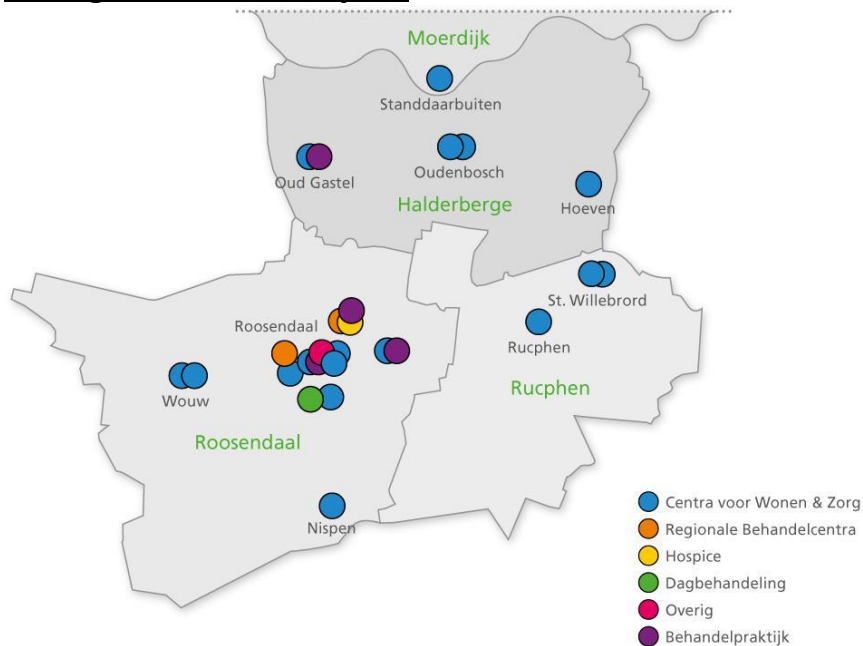 Moerdijk
Standdaarbuiten
Oudenbosch
Oud Gastel
Halderberge
Hoeven
St. Willebrord
Roosendaal
Rucphen
Rucphen
Wouw
Roosendaal
Nispen
Centra voor Wonen & Zorg
Regionale Behandelcentra
Hospice
Dagbehandeling
Overig
Behandelpraktijk